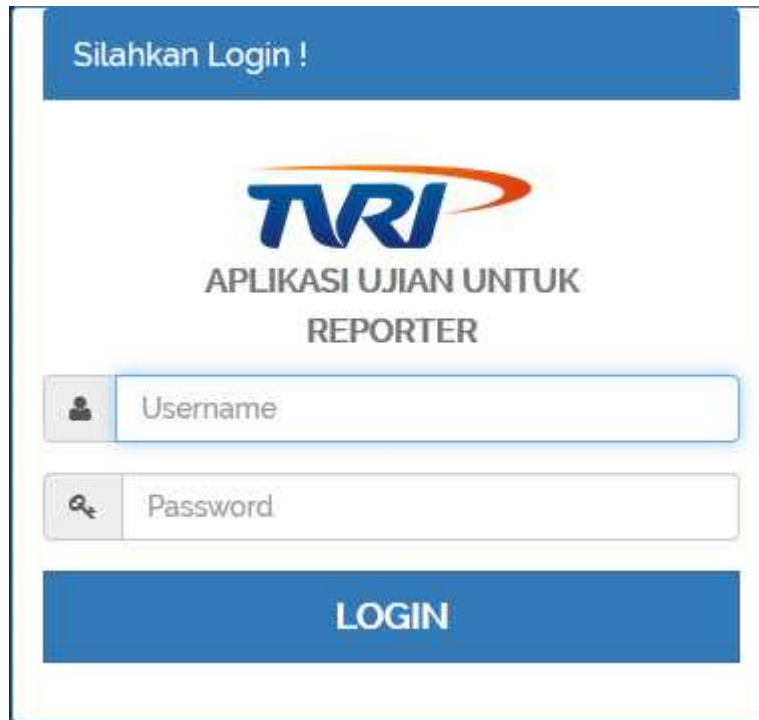 Silahkan Login !
TVRI
APLIKASI UJIAN UNTUK
REPORTER
Username
Password
LOGIN